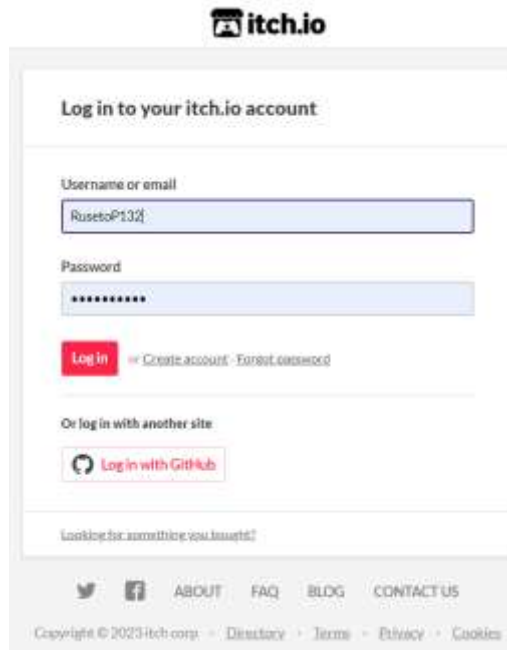 itch.io
Log in to your itch.io account
Username or email
RusetoP132
Password
••••••••••
Log in or Create account · Forgot password
Or log in with another site
Log in with GitHub
Looking for something you bought?
ABOUT FAQ BLOG CONTACT US
Copyright © 2023 itch corp · Directory · Terms · Privacy · Cookies